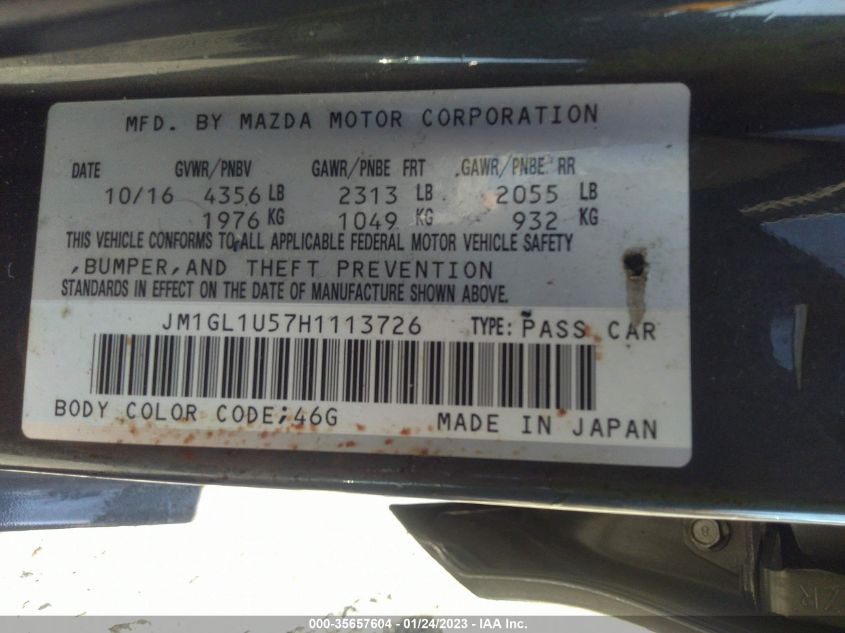 MFD. BY MAZDA MOTOR CORPORATION
DATE GVWR/PNBV GAWR/PNBE FRT GAWR/PNBE RR
10/16 4356 LB 2313 LB 2055 LB
1976 KG 1049 KG 932 KG
THIS VEHICLE CONFORMS TO ALL APPLICABLE FEDERAL MOTOR VEHICLE SAFETY
,BUMPER,AND THEFT PREVENTION
STANDARDS IN EFFECT ON THE DATE OF MANUFACTURE SHOWN ABOVE.
JM1GL1U57H1113726 TYPE: PASS CAR
BODY COLOR CODE;46G MADE IN JAPAN
8
000-35657604 - 01/24/2023 - © IAA Inc.